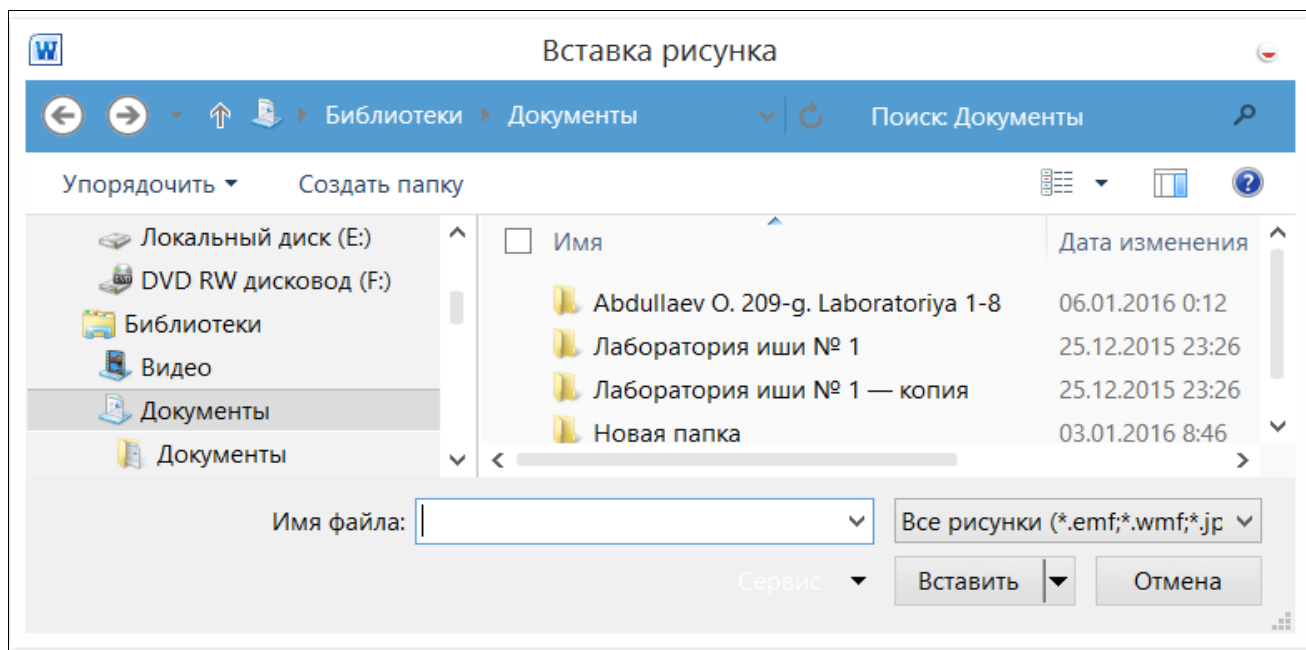 Вставка рисунка
Библиотеки Документы Поиск: Документы
Упорядочить Создать папку
Локальный диск (E:)
DVD RW дисковод (F:)
Библиотеки
Видео
Документы
Документы
Имя Дата изменения
Abdullaev O. 209-g. Laboratoriya 1-8 06.01.2016 0:12
Лаборатория иши № 1 25.12.2015 23:26
Лаборатория иши № 1 — копия 25.12.2015 23:26
Новая папка 03.01.2016 8:46
Имя файла: Все рисунки (*.emf;*.wmf;*.jp
Сервис Вставить Отмена